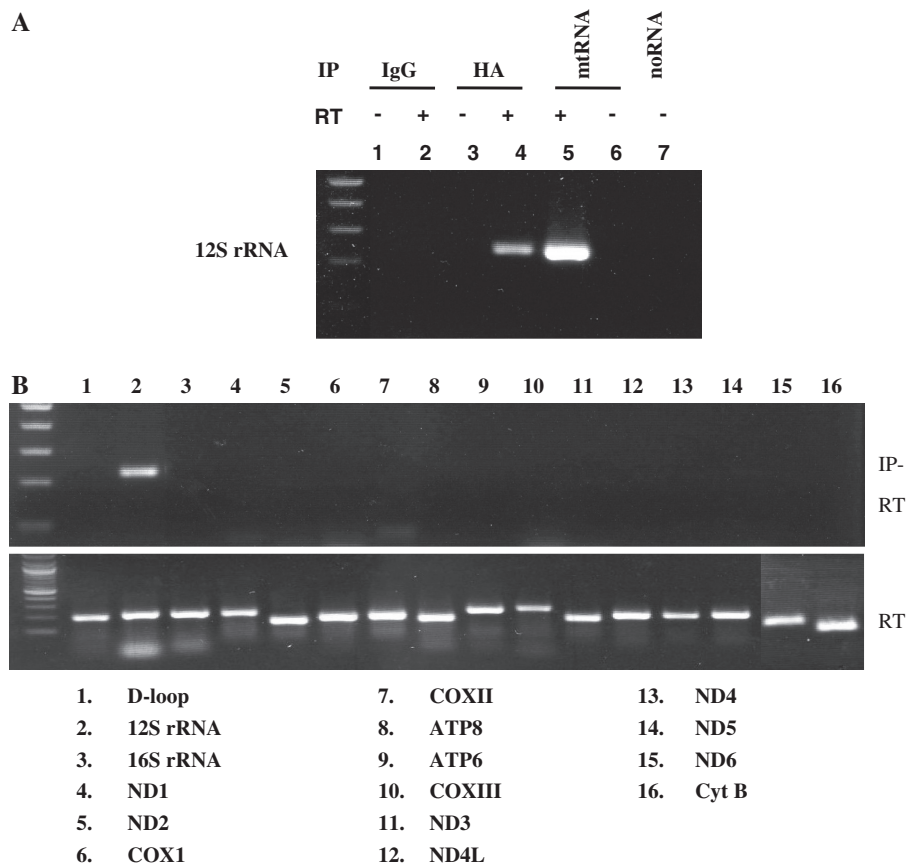 A
mtRNA
noRNA
IP IgG HA
RT - + - + + - -
1 2 3 4 5 6 7
12S rRNA
B 1 2 3 4 5 6 7 8 9 10 11 12 13 14 15 16
IP-
RT
RT
1. D-loop
2. 12S rRNA
3. 16S rRNA
4. ND1
5. ND2
6. COX1
7. COXII
8. ATP8
9. ATP6
10. COXIII
11. ND3
12. ND4L
13. ND4
14. ND5
15. ND6
16. Cyt B